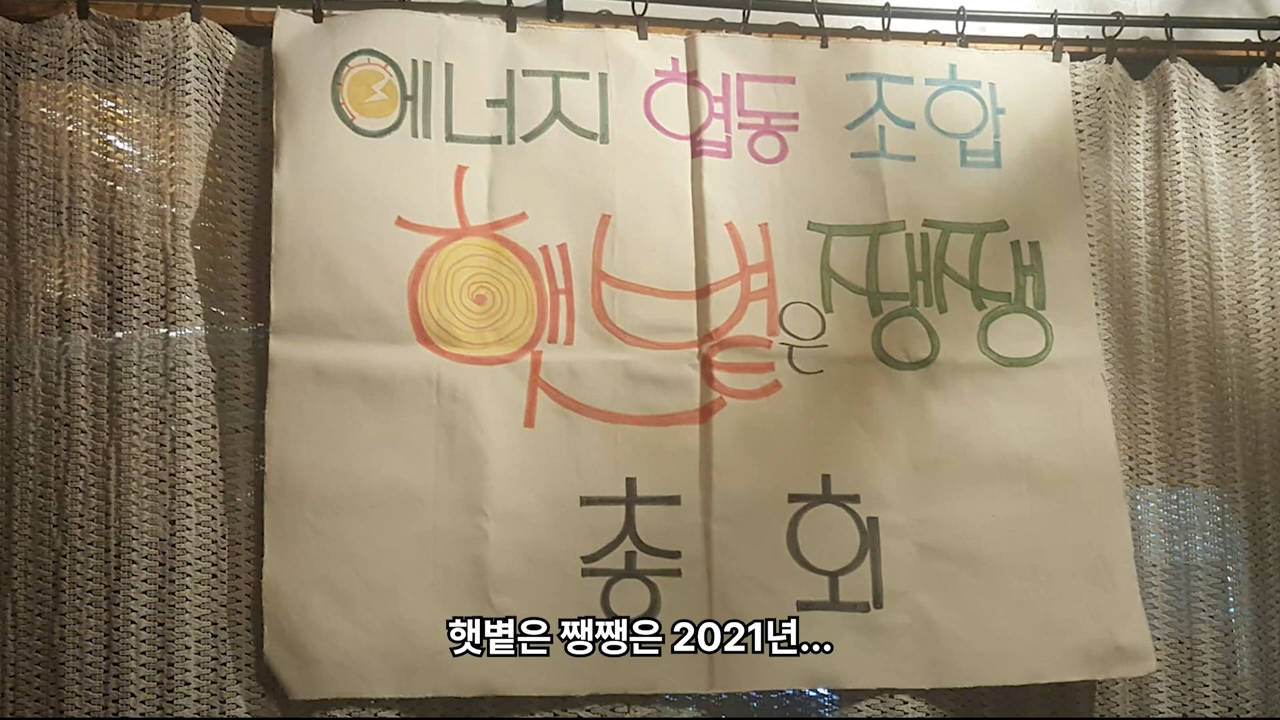 에너지 협동 조합
햇볕은 쨍쨍
총회
햇볕은 쨍쨍은 2021년...